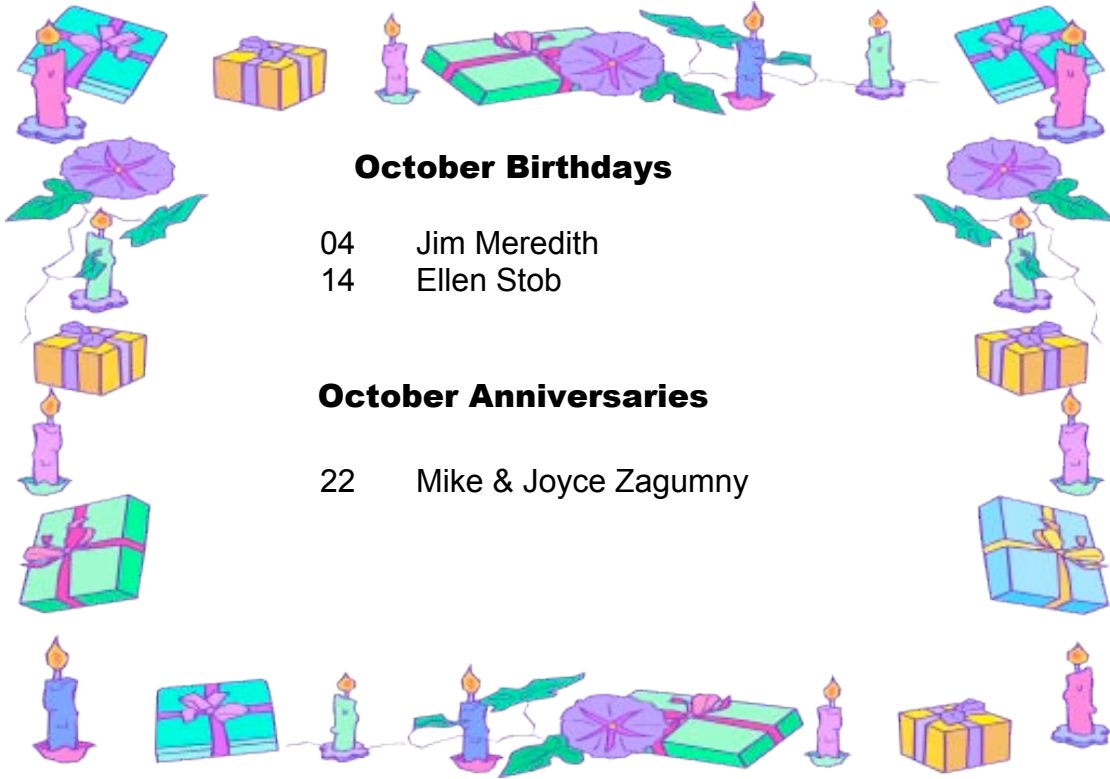 October Birthdays
04 Jim Meredith
14 Ellen Stob
October Anniversaries
22 Mike & Joyce Zagumny